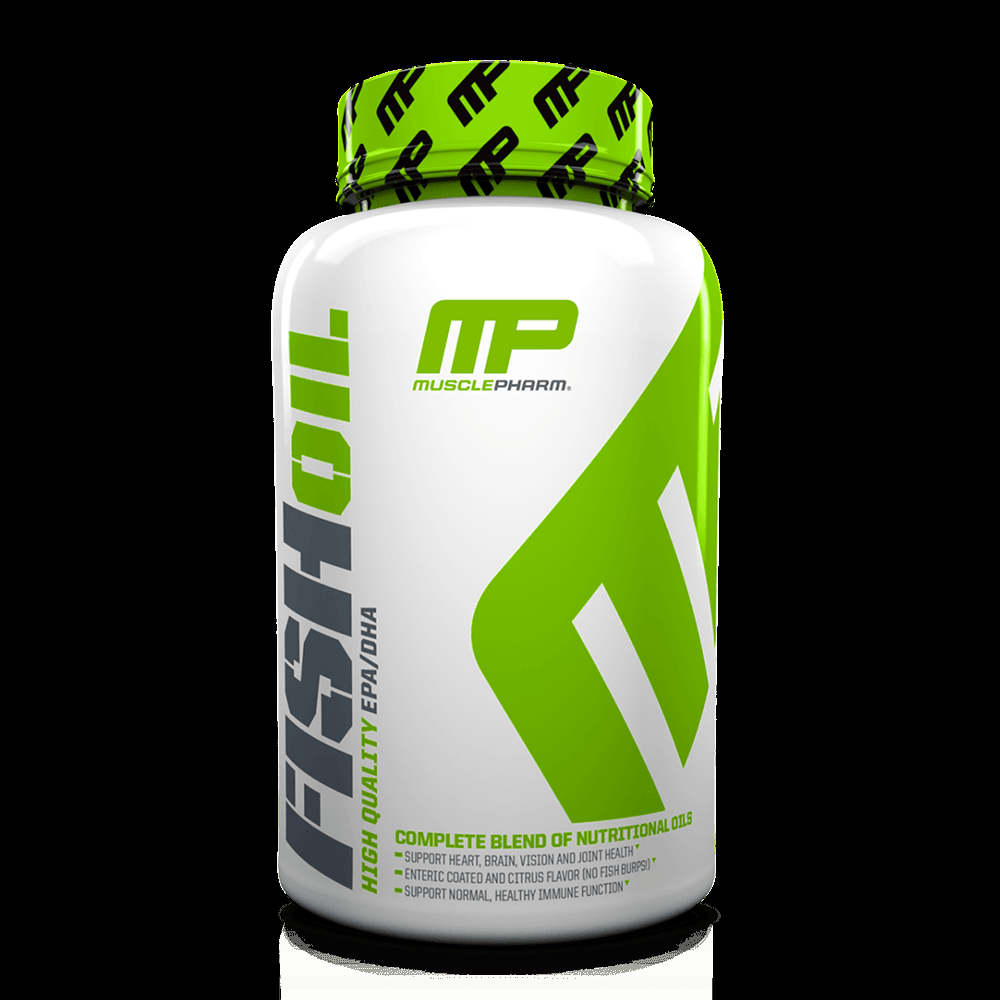 MP
MUSCLEPHARM®
FISH OIL
HIGH QUALITY EPA/DHA
COMPLETE BLEND OF NUTRITIONAL OILS
- SUPPORT HEART, BRAIN, VISION AND JOINT HEALTH▼
- ENTERIC COATED AND CITRUS FLAVOR (NO FISH BURPS!)▼
- SUPPORT NORMAL, HEALTHY IMMUNE FUNCTION▼